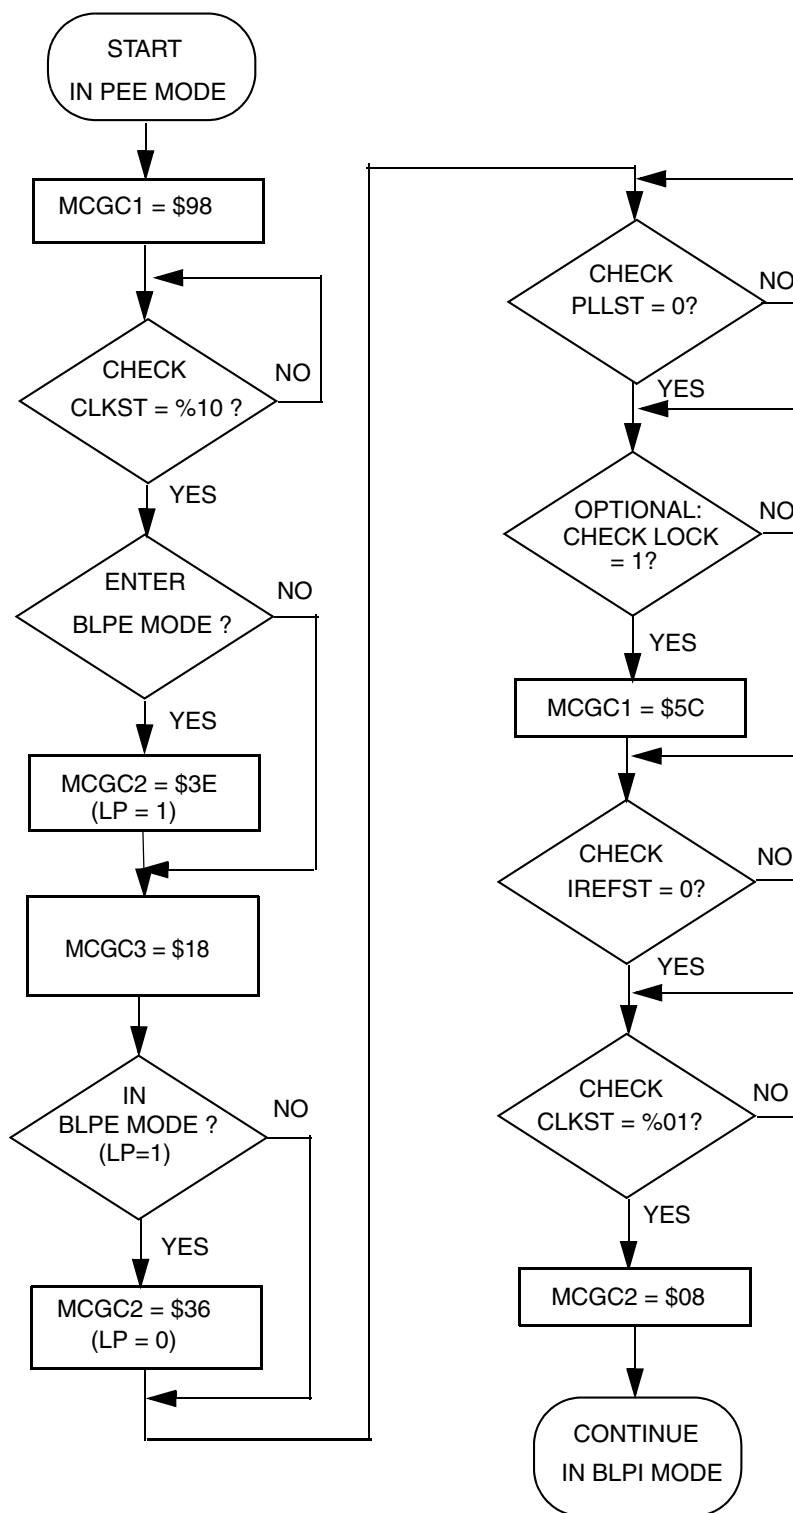 START
IN PEE MODE
MCGC1 = $98
CHECK
CLKST = %10 ?
NO
YES
ENTER
BLPE MODE ?
NO
YES
MCGC2 = $3E
(LP = 1)
MCGC3 = $18
IN
BLPE MODE ?
(LP=1)
NO
YES
MCGC2 = $36
(LP = 0)
CHECK
PLLST = 0?
NO
YES
OPTIONAL:
CHECK LOCK
= 1?
NO
YES
MCGC1 = $5C
CHECK
IREFST = 0?
NO
YES
CHECK
CLKST = %01?
NO
YES
MCGC2 = $08
CONTINUE
IN BLPI MODE